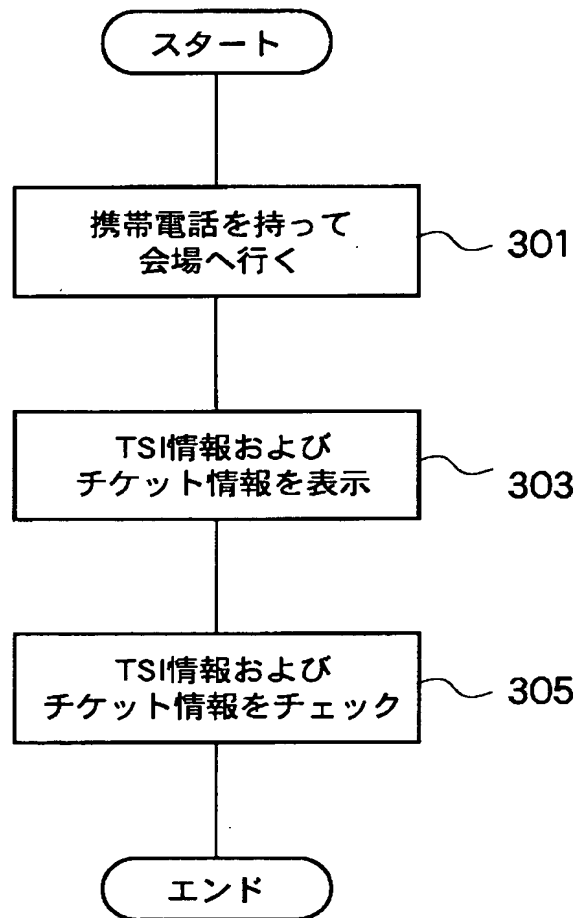 スタート
携帯電話を持って
会場へ行く
301
TSI情報および
チケット情報を表示
303
TSI情報および
チケット情報をチェック
305
エンド